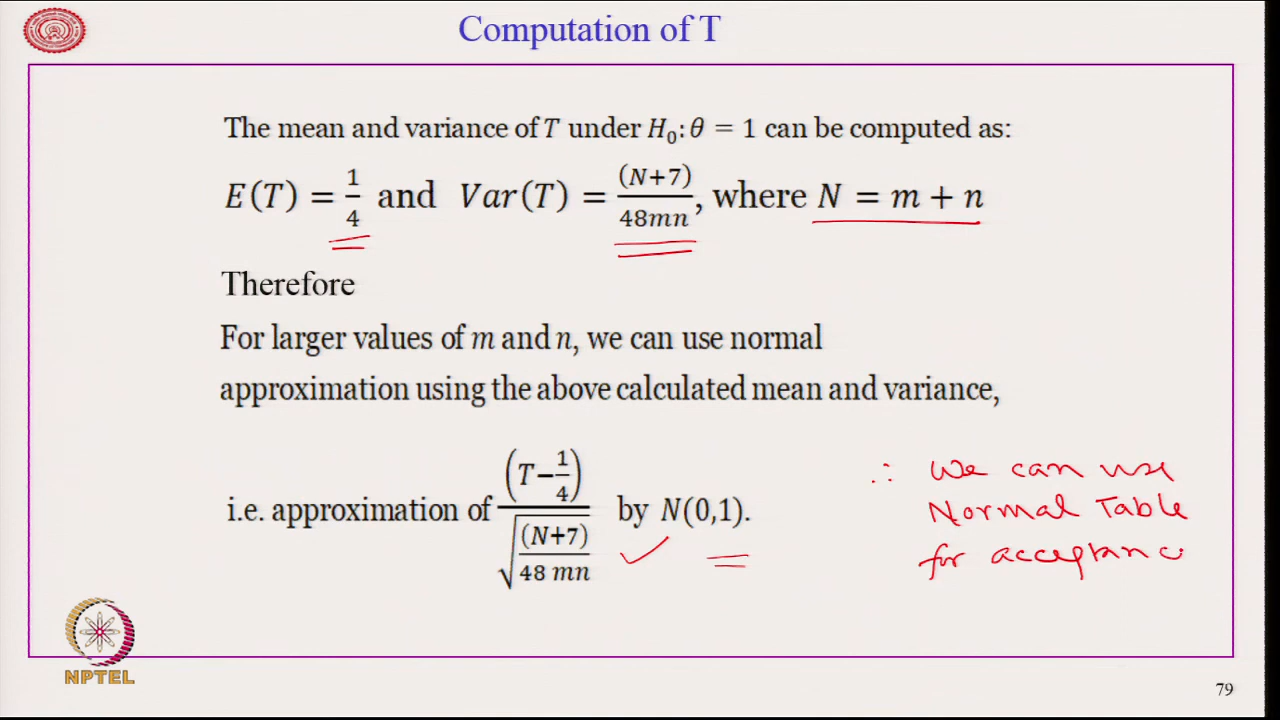 Computation of T
The mean and variance of T under H₀: θ = 1 can be computed as:
E(T) = 1/4 and Var(T) = (N+7)/48mn, where N = m + n
Therefore
For larger values of m and n, we can use normal
approximation using the above calculated mean and variance,
i.e. approximation of (T−1/4)/√((N+7)/48 mn) by N(0,1).
∴ We can use
Normal Table
for acceptanc
NPTEL
79